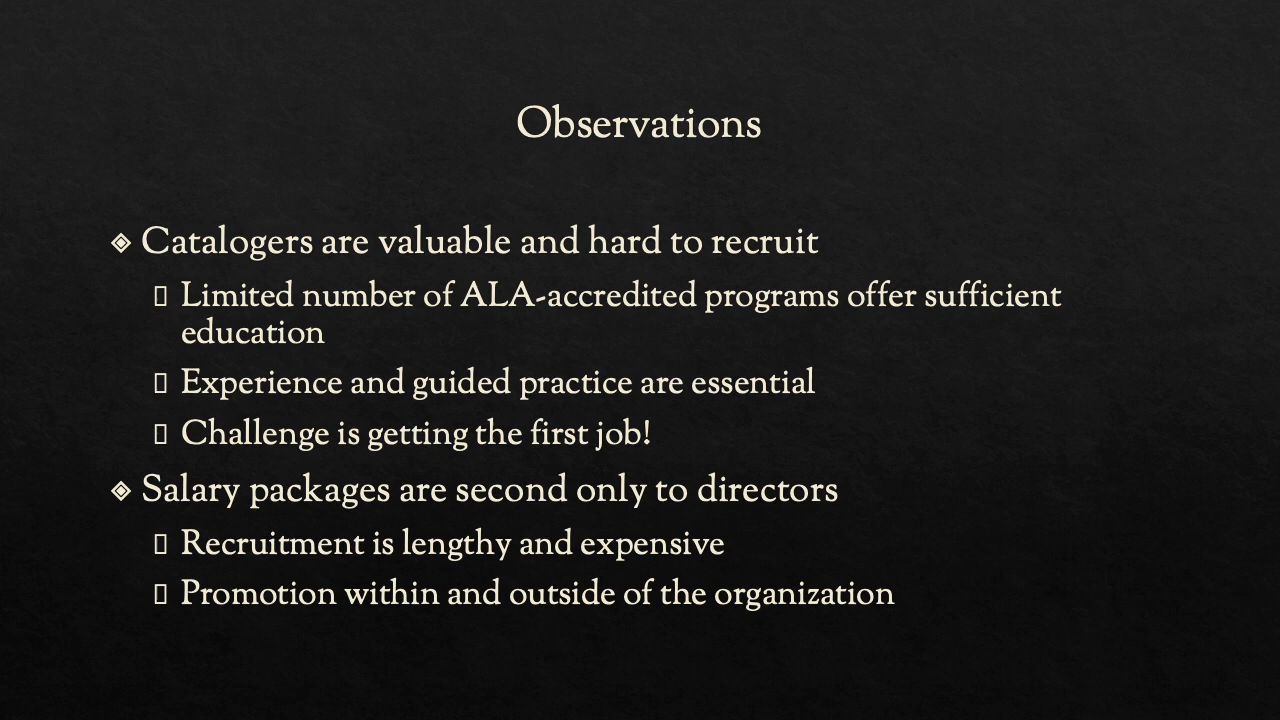 Observations
◈ Catalogers are valuable and hard to recruit
▯ Limited number of ALA-accredited programs offer sufficient
education
▯ Experience and guided practice are essential
▯ Challenge is getting the first job!
◈ Salary packages are second only to directors
▯ Recruitment is lengthy and expensive
▯ Promotion within and outside of the organization